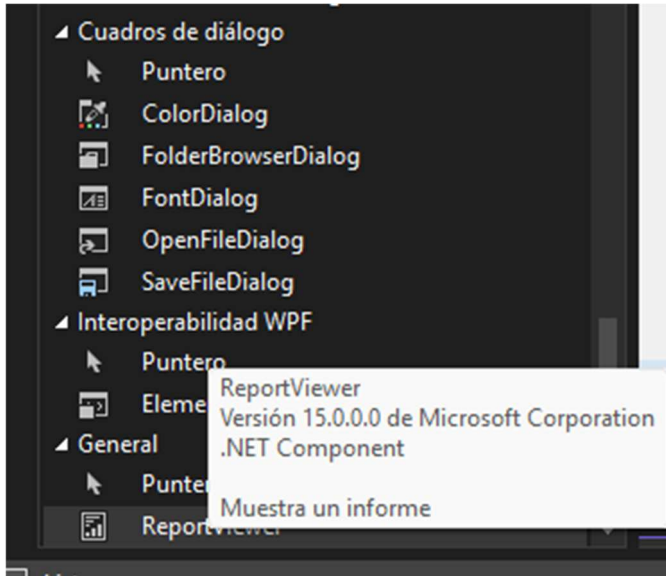 Cuadros de diálogo
Puntero
ColorDialog
FolderBrowserDialog
FontDialog
OpenFileDialog
SaveFileDialog
Interoperabilidad WPF
Puntero
ReportViewer
Versión 15.0.0.0 de Microsoft Corporation
.NET Component
Muestra un informe
General
ReportViewer